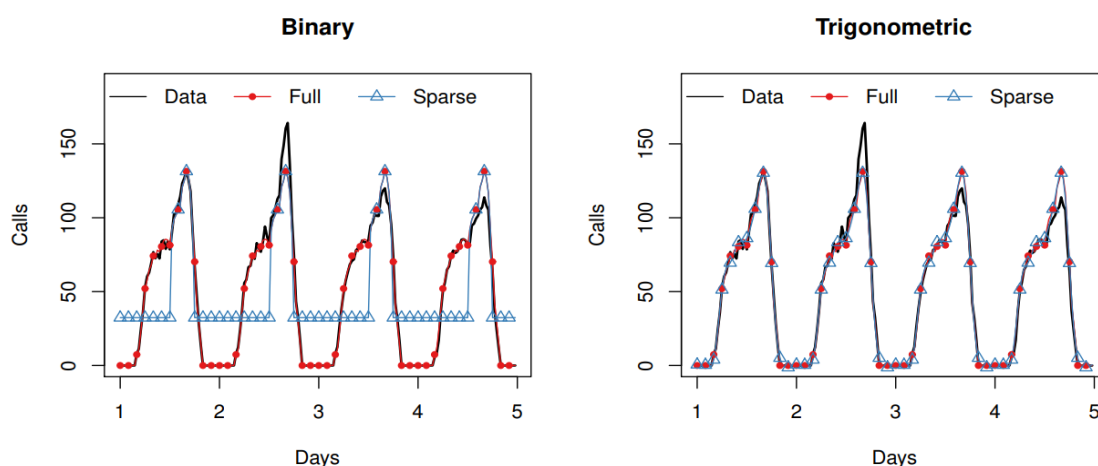 Binary
Data Full Sparse
Calls
150
100
50
0
1 2 3 4 5
Days
Trigonometric
Data Full Sparse
Calls
150
100
50
0
1 2 3 4 5
Days